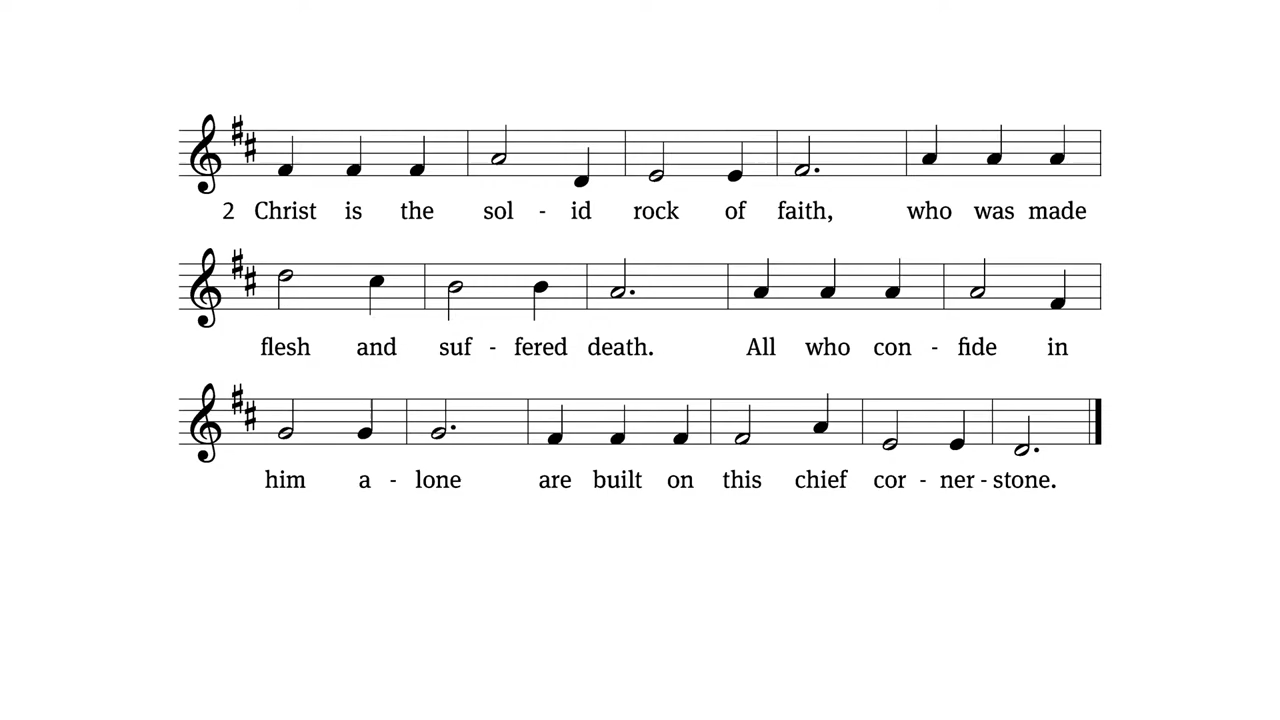 2 Christ is the sol - id rock of faith, who was made
flesh and suf - fered death. All who con - fide in
him a - lone are built on this chief cor - ner - stone.